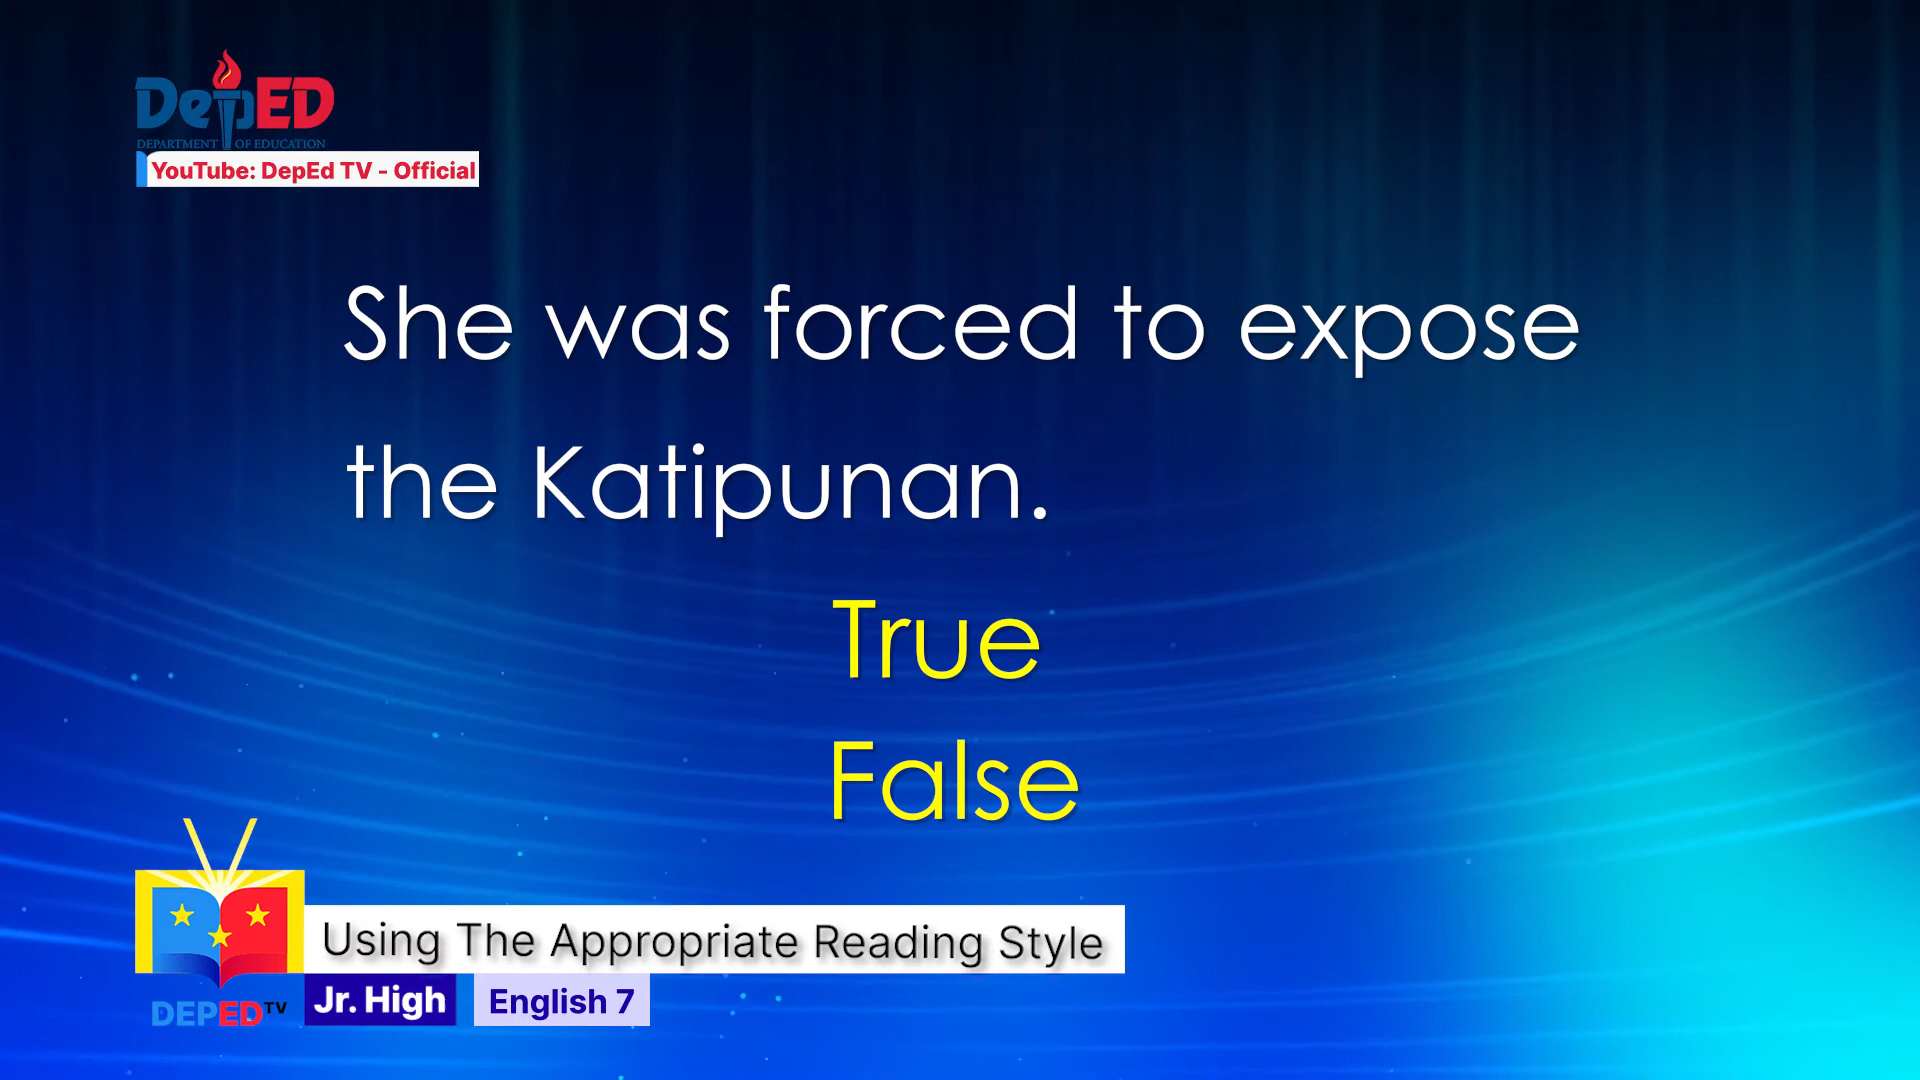 DepED
DEPARTMENT OF EDUCATION
YouTube: DepEd TV - Official
She was forced to expose
the Katipunan.
True
False
Using The Appropriate Reading Style
DEPED TV
Jr. High
English 7